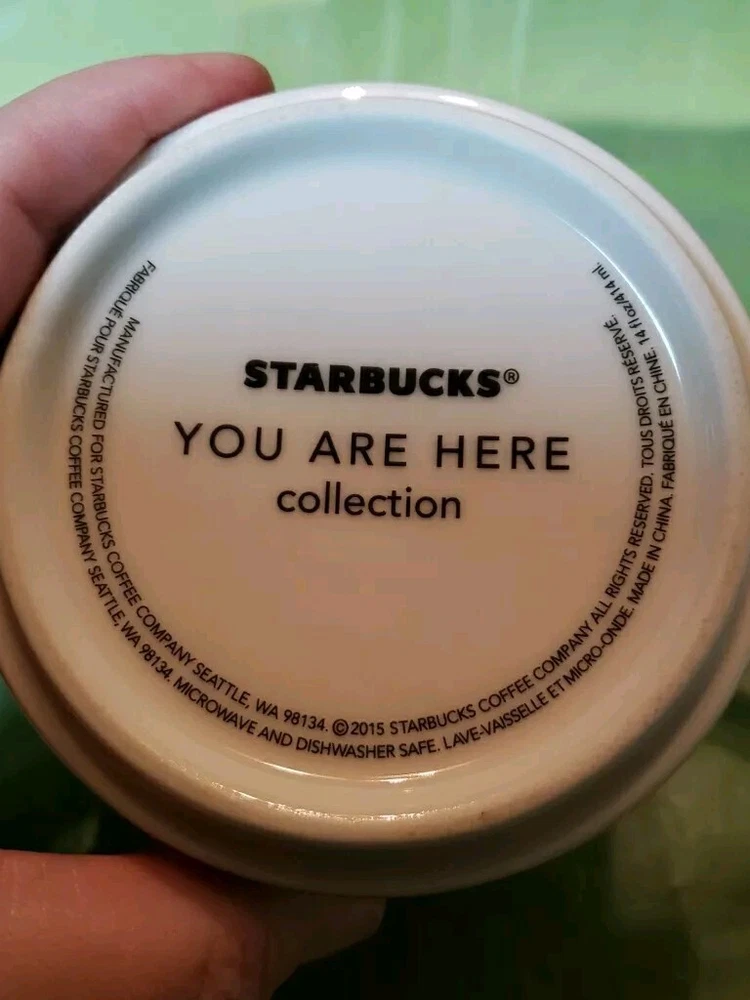 STARBUCKS®
YOU ARE HERE
collection
MANUFACTURED FOR STARBUCKS COFFEE COMPANY SEATTLE, WA 98134. ©2015 STARBUCKS COFFEE COMPANY ALL RIGHTS RESERVED. TOUS DROITS RÉSERVÉ.
FABRIQUÉ POUR STARBUCKS COFFEE COMPANY SEATTLE, WA 98134. MICROWAVE AND DISHWASHER SAFE. LAVE-VAISSELLE ET MICRO-ONDE. MADE IN CHINA. FABRIQUÉ EN CHINE. 14 fl oz/414 ml.